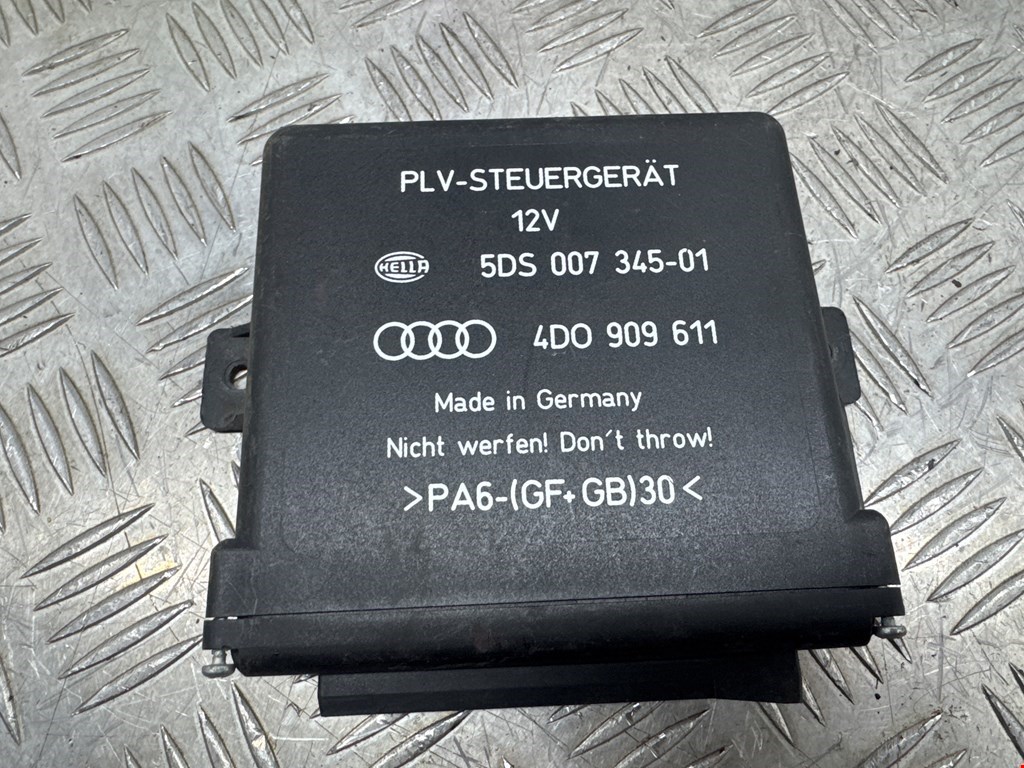 PLV-STEUERGERÄT
12V
HELLA 5DS 007 345-01
4D0 909 611
Made in Germany
Nicht werfen! Don´t throw!
>PA6-(GF+GB)30<